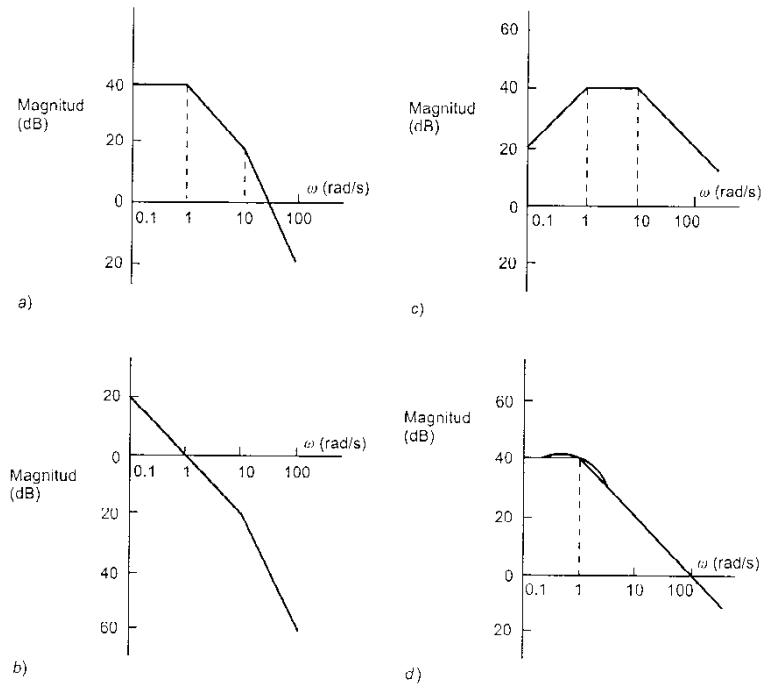 40
Magnitud
(dB)
20
ω (rad/s)
0
0.1 1 10 100
20
a)
60
40
Magnitud
(dB)
20
ω (rad/s)
0
0.1 1 10 100
20
c)
20
ω (rad/s)
0
0.1 1 10 100
Magnitud
(dB)
20
40
60
b)
60
Magnitud
(dB)
40
20
ω (rad/s)
0
0.1 1 10 100
20
d)